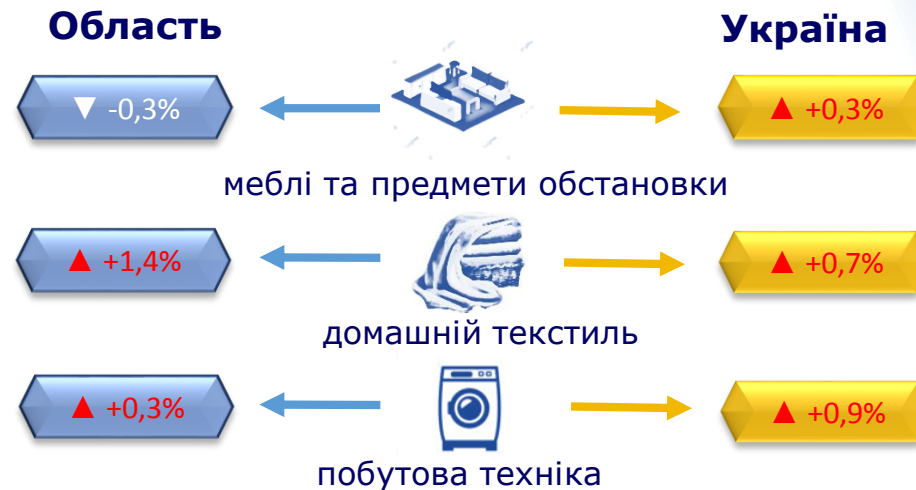 Область
Україна
▼ -0,3%
▲ +0,3%
меблі та предмети обстановки
▲ +1,4%
▲ +0,7%
домашній текстиль
▲ +0,3%
▲ +0,9%
побутова техніка